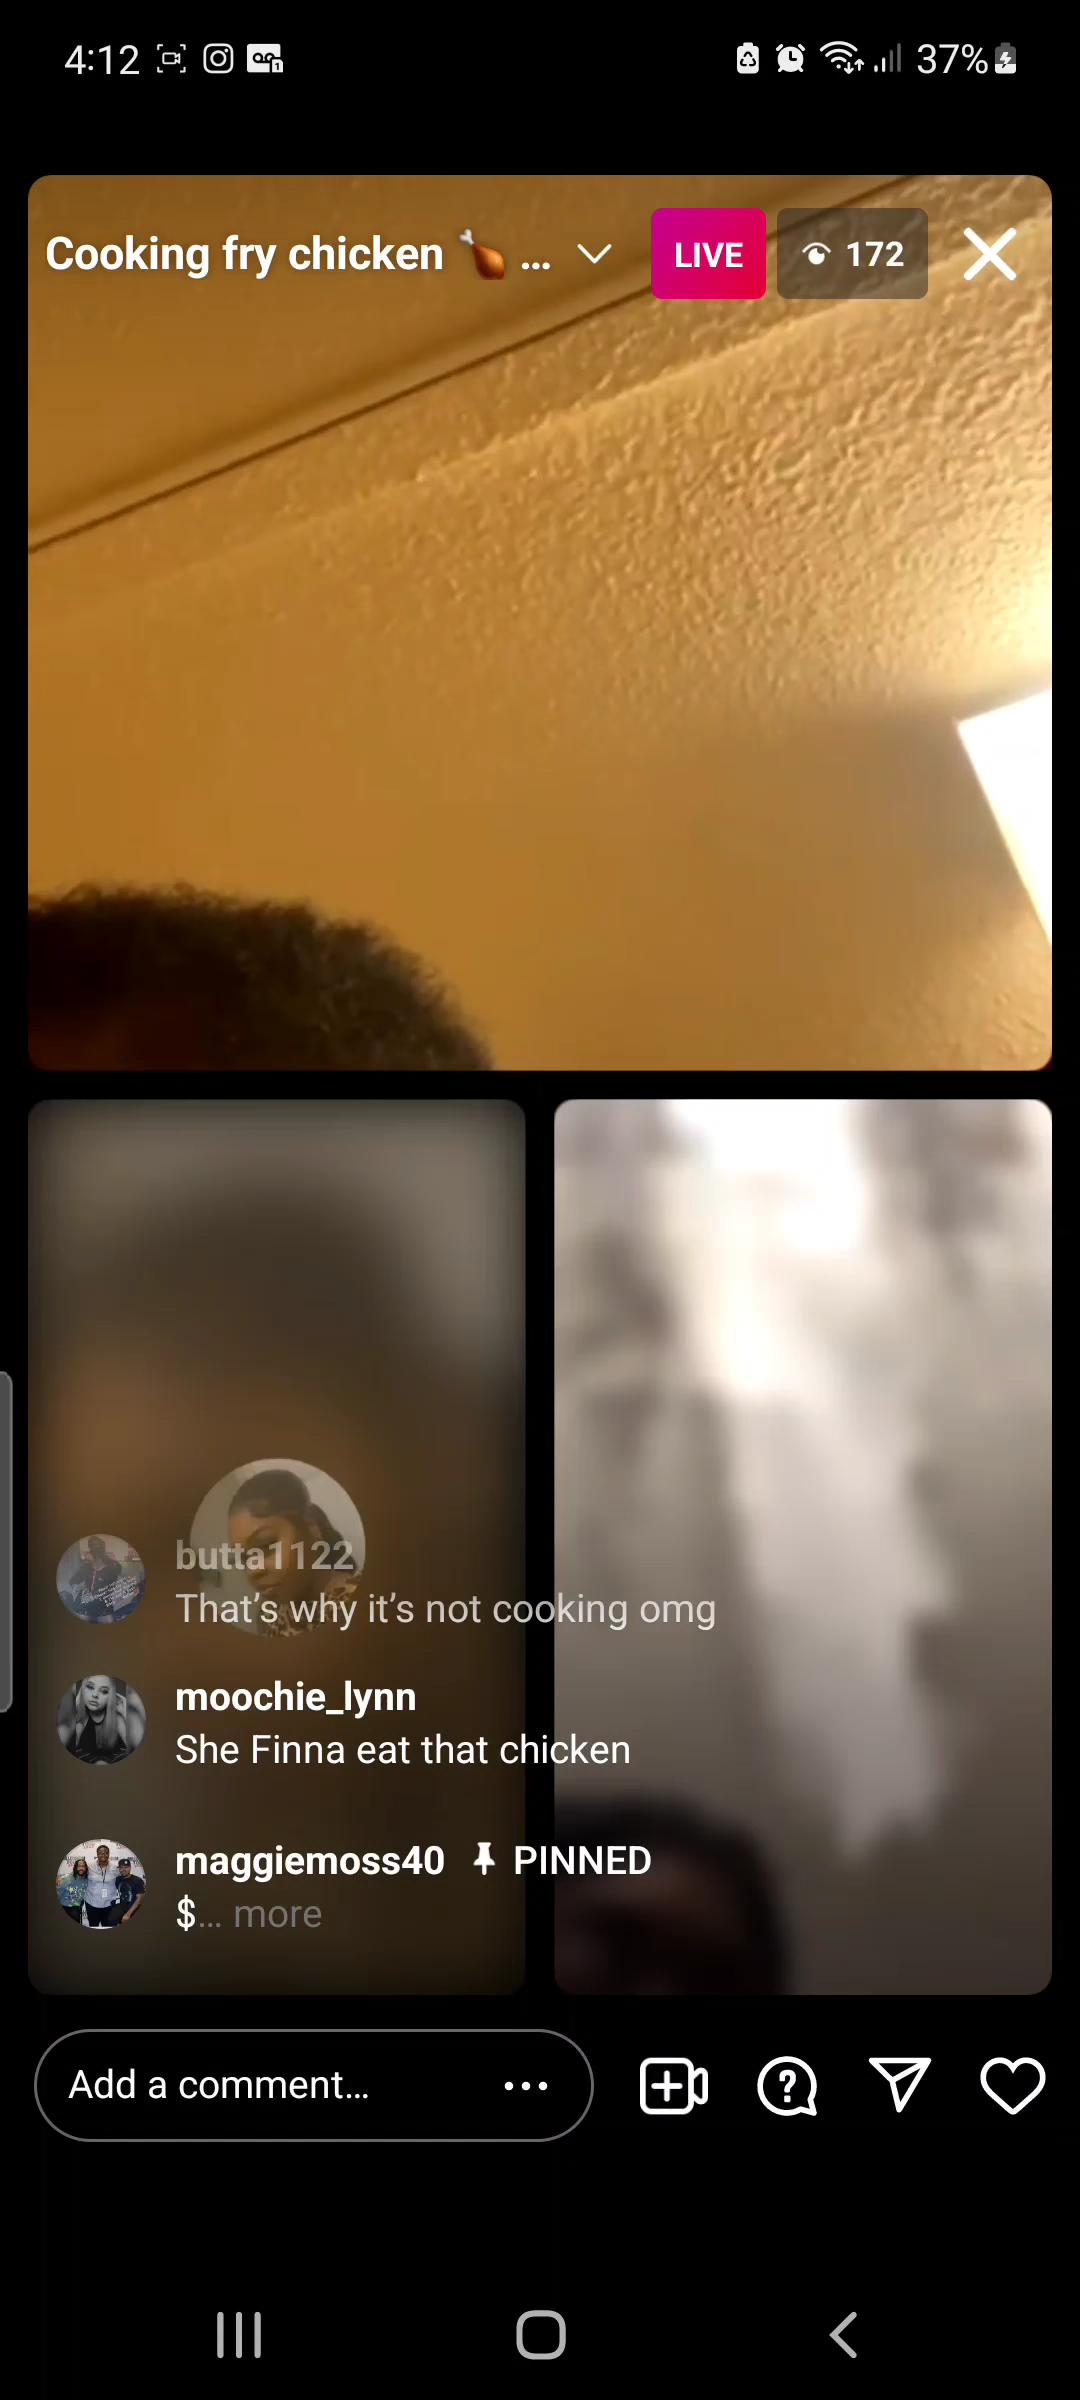 4:12 37%
Cooking fry chicken 🍗 ... LIVE 172
butta1122
That’s why it’s not cooking omg
moochie_lynn
She Finna eat that chicken
maggiemoss40 PINNED
$... more
Add a comment...